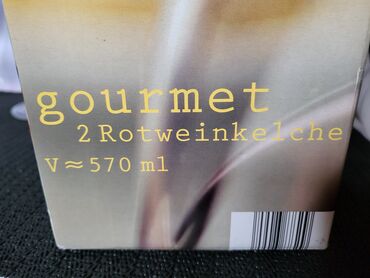 gourmet
2 Rotweinkelche
V ≈ 570 ml